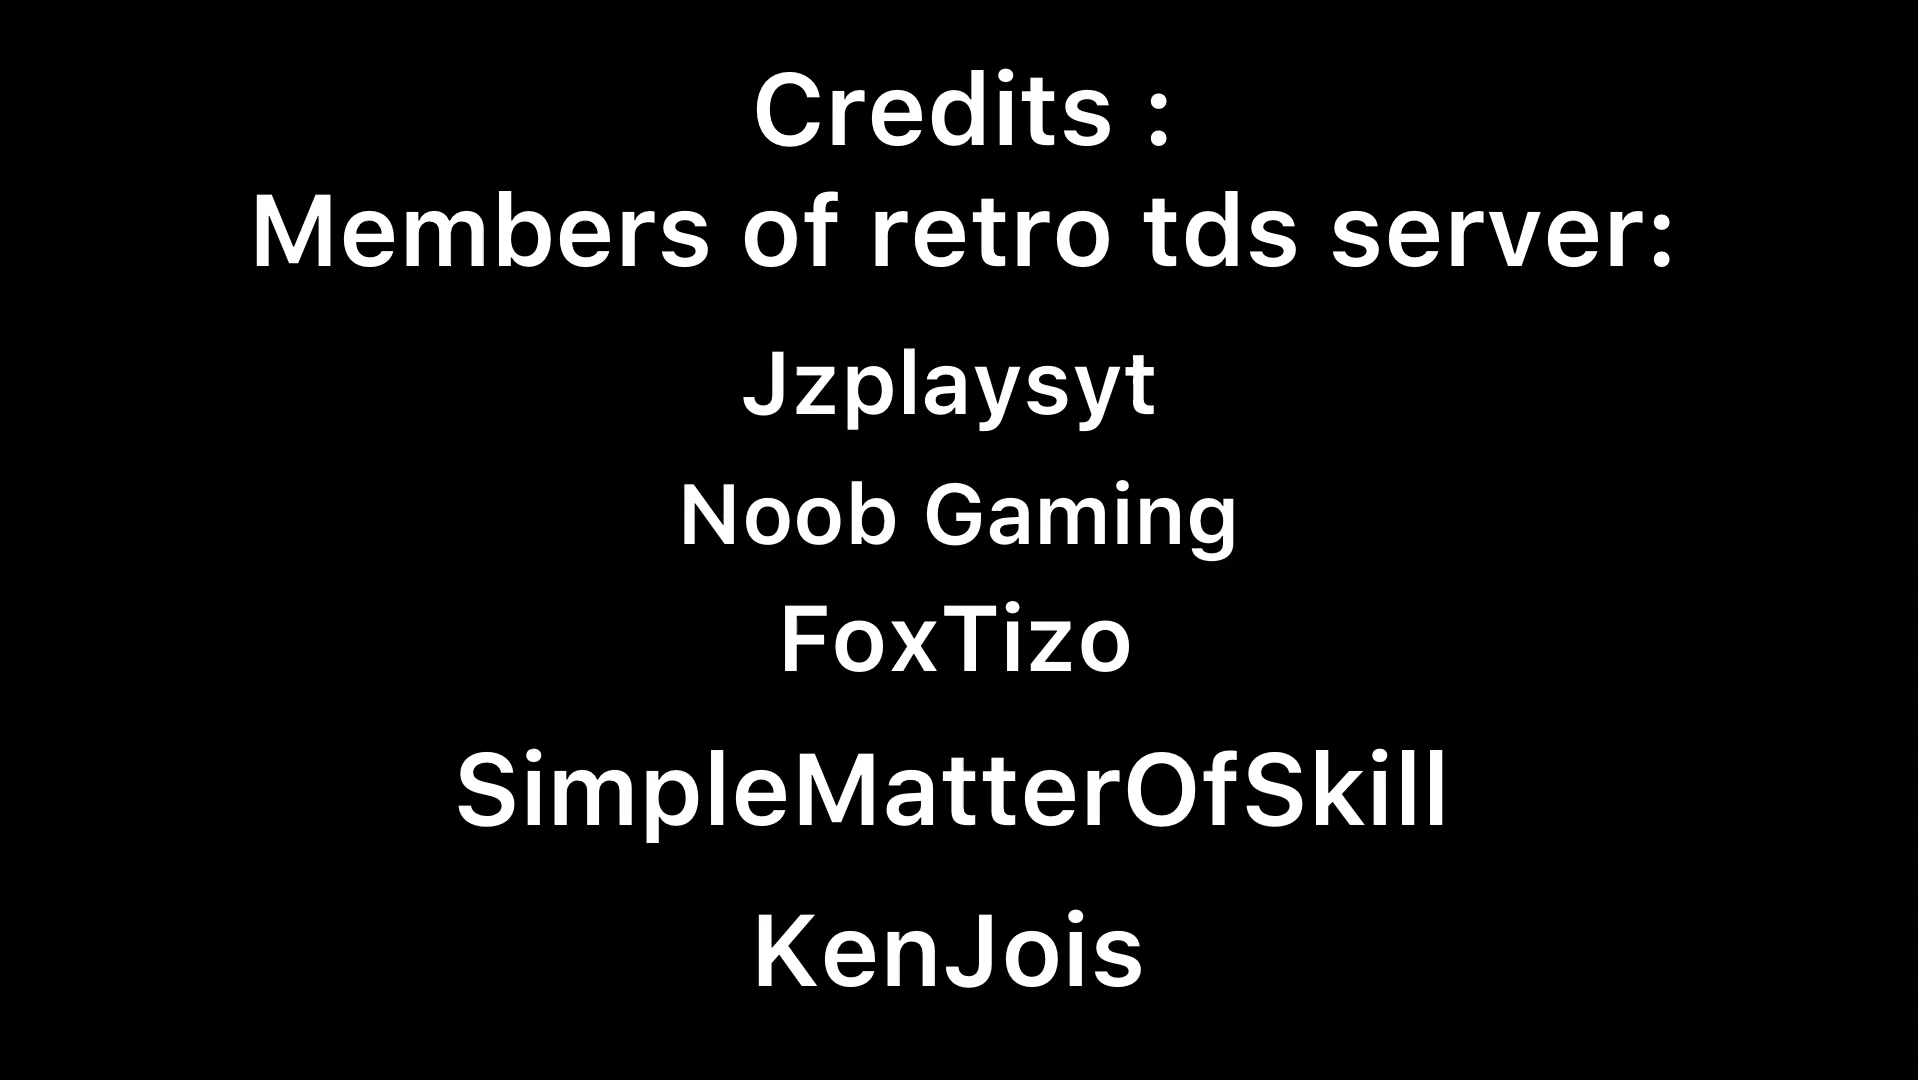 Credits :
Members of retro tds server:
Jzplaysyt
Noob Gaming
FoxTizo
SimpleMatterOfSkill
KenJois